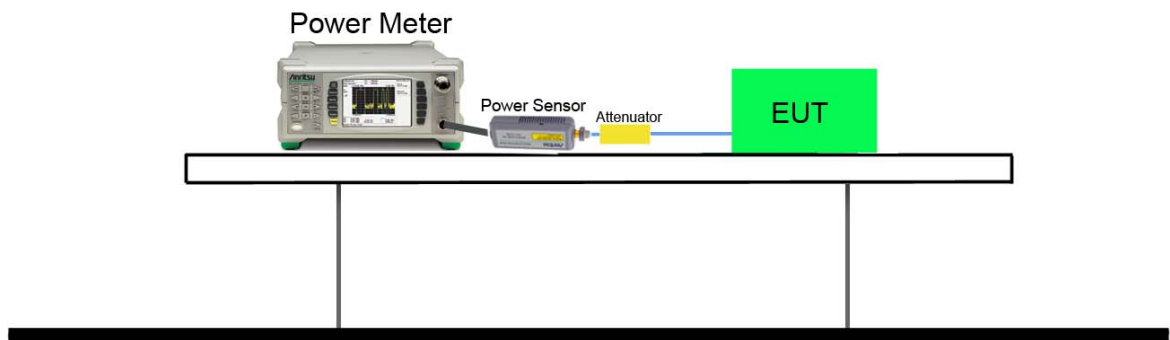 Power Meter
Anritsu
Power Sensor
Attenuator
EUT